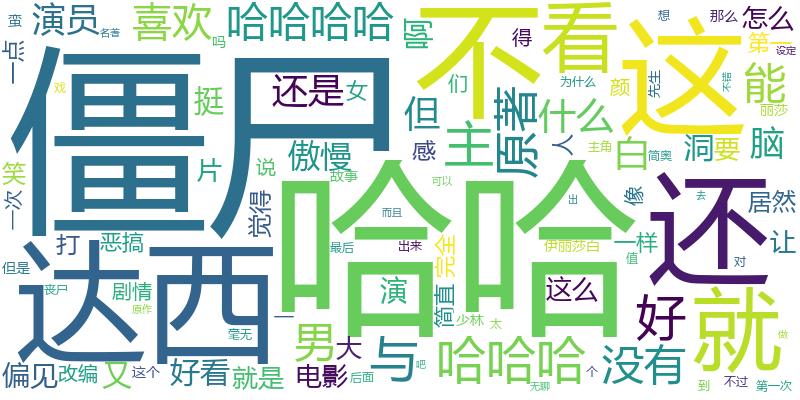 蛮
演员
喜欢
哈哈哈哈
啊
不
看
得
这
想
那么
怎么
名著
吗
第一
设定
一点
僵尸
挺
还是
女
们
但
原著
什么
为什么
颜
先生
能
不错
丽莎
戏
傲慢
感
主
人
白
主角
简奥
洞
要
脑
笑
片
说
故事
哈哈
可以
一次
觉得
而且
出
像
还
去
居然
打
恶搞
最后
出来
完全
伊丽莎白
一样
值
对
让
但是
达西
丧尸
剧情
原作
演
简直
这么
好
就
毫无
一
少林
太
男
大
与
吧
哈哈哈
没有
做
偏见
改编
又
这个
好看
就是
电影
后面
无聊
个
到
不过
第一次